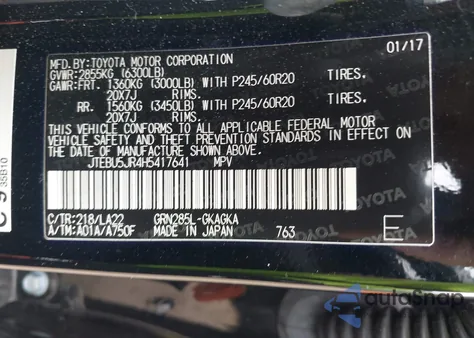 MFD.BY:TOYOTA MOTOR CORPORATION 01/17
GVWR:2855KG (6300LB)
GAWR:FRT. 1360KG (3000LB) WITH P245/60R20 TIRES.
20X7J
RR. 1560KG (3450LB) WITH P245/60R20 TIRES.
20X7J
THIS VEHICLE CONFORMS TO ALL APPLICABLE FEDERAL MOTOR
VEHICLE SAFETY AND THEFT PREVENTION STANDARDS IN EFFECT ON
THE DATE OF MANUFACTURE SHOWN ABOVE.
JTEBU5JR4H5417641 MPV
C/TR:218/LA22 GRN285L-GKAGKA
A/TM:A01A/A750F MADE IN JAPAN 763 E
C 9 35B10
autoSnap